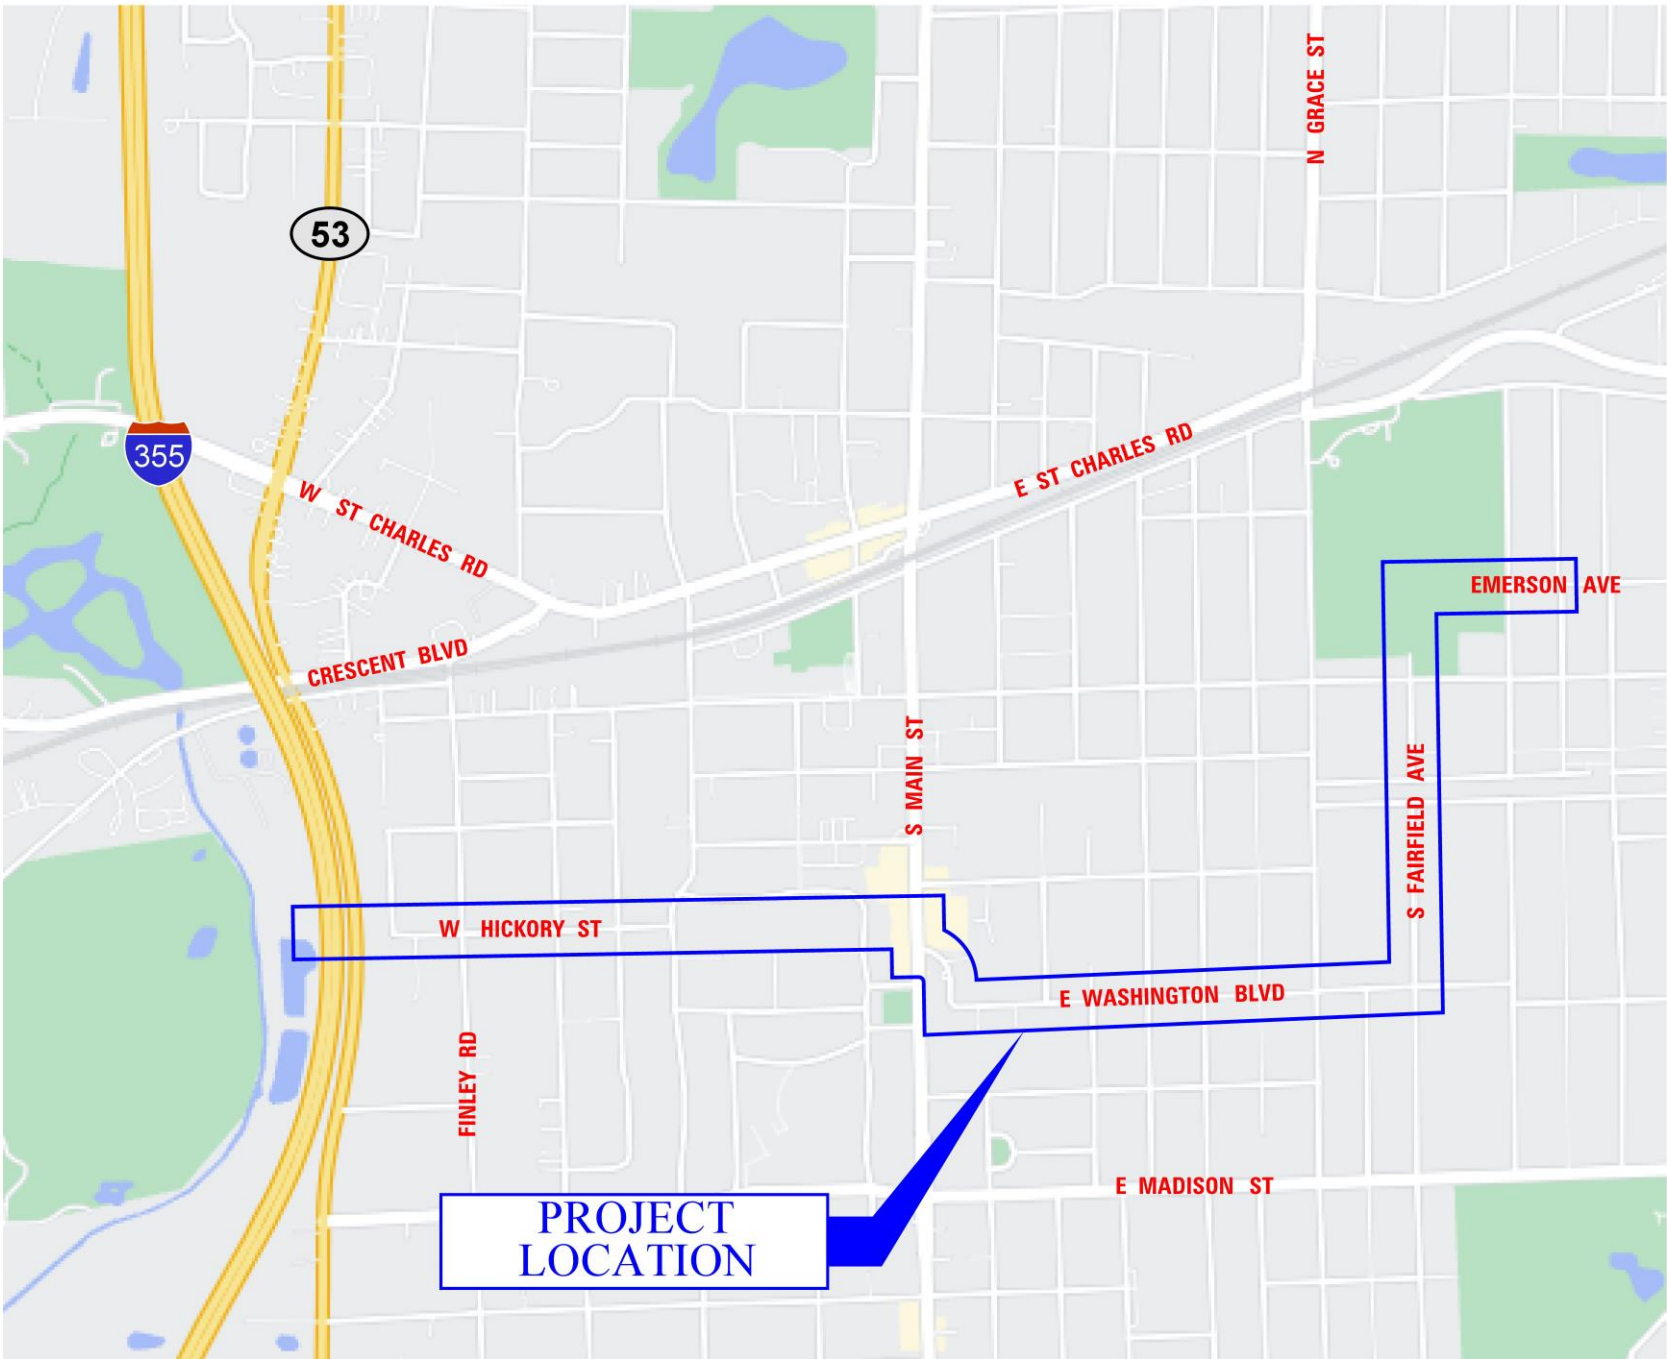 N GRACE ST
53
355
W ST CHARLES RD
E ST CHARLES RD
CRESCENT BLVD
EMERSON AVE
S MAIN ST
S FAIRFIELD AVE
W HICKORY ST
E WASHINGTON BLVD
FINLEY RD
E MADISON ST
PROJECT
LOCATION